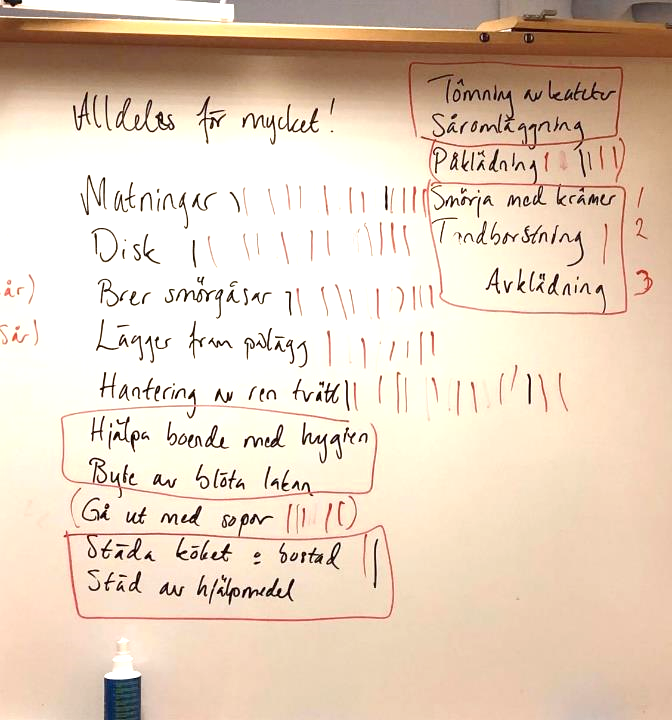 Alldeles för mycket!
Matningar
Disk
Brer smörgåsar
Lägger fram pålägg
Hantering av ren tvätt
Hjälpa boende med hygien
Byte av blöta lakan
(Gå ut med sopor)
Städa köket o bostad
Städ av hjälpmedel
Tömning av kateter
Såromläggning
(Påklädning)
Smörja med krämer 1
Tandborstning 2
Avklädning 3
år)
sår)